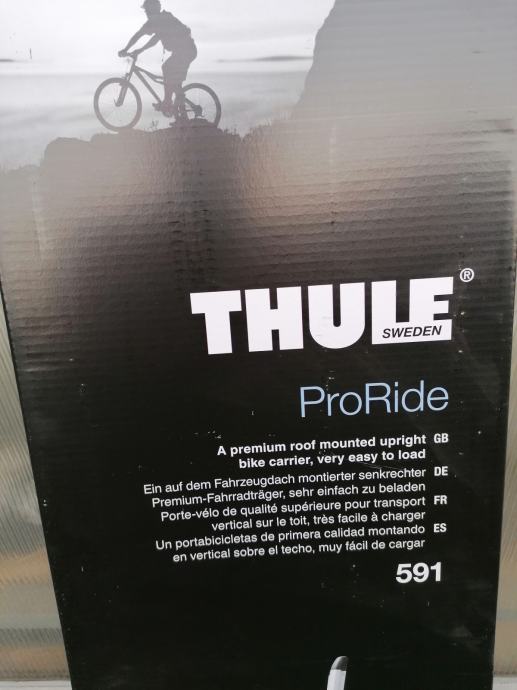 THULE®
SWEDEN
ProRide
A premium roof mounted upright GB
bike carrier, very easy to load
Ein auf dem Fahrzeugdach montierter senkrechter DE
Premium-Fahrradträger, sehr einfach zu beladen
Porte-vélo de qualité supérieure pour transport FR
vertical sur le toit, très facile à charger
Un portabicicletas de primera calidad montando ES
en vertical sobre el techo, muy fácil de cargar
591